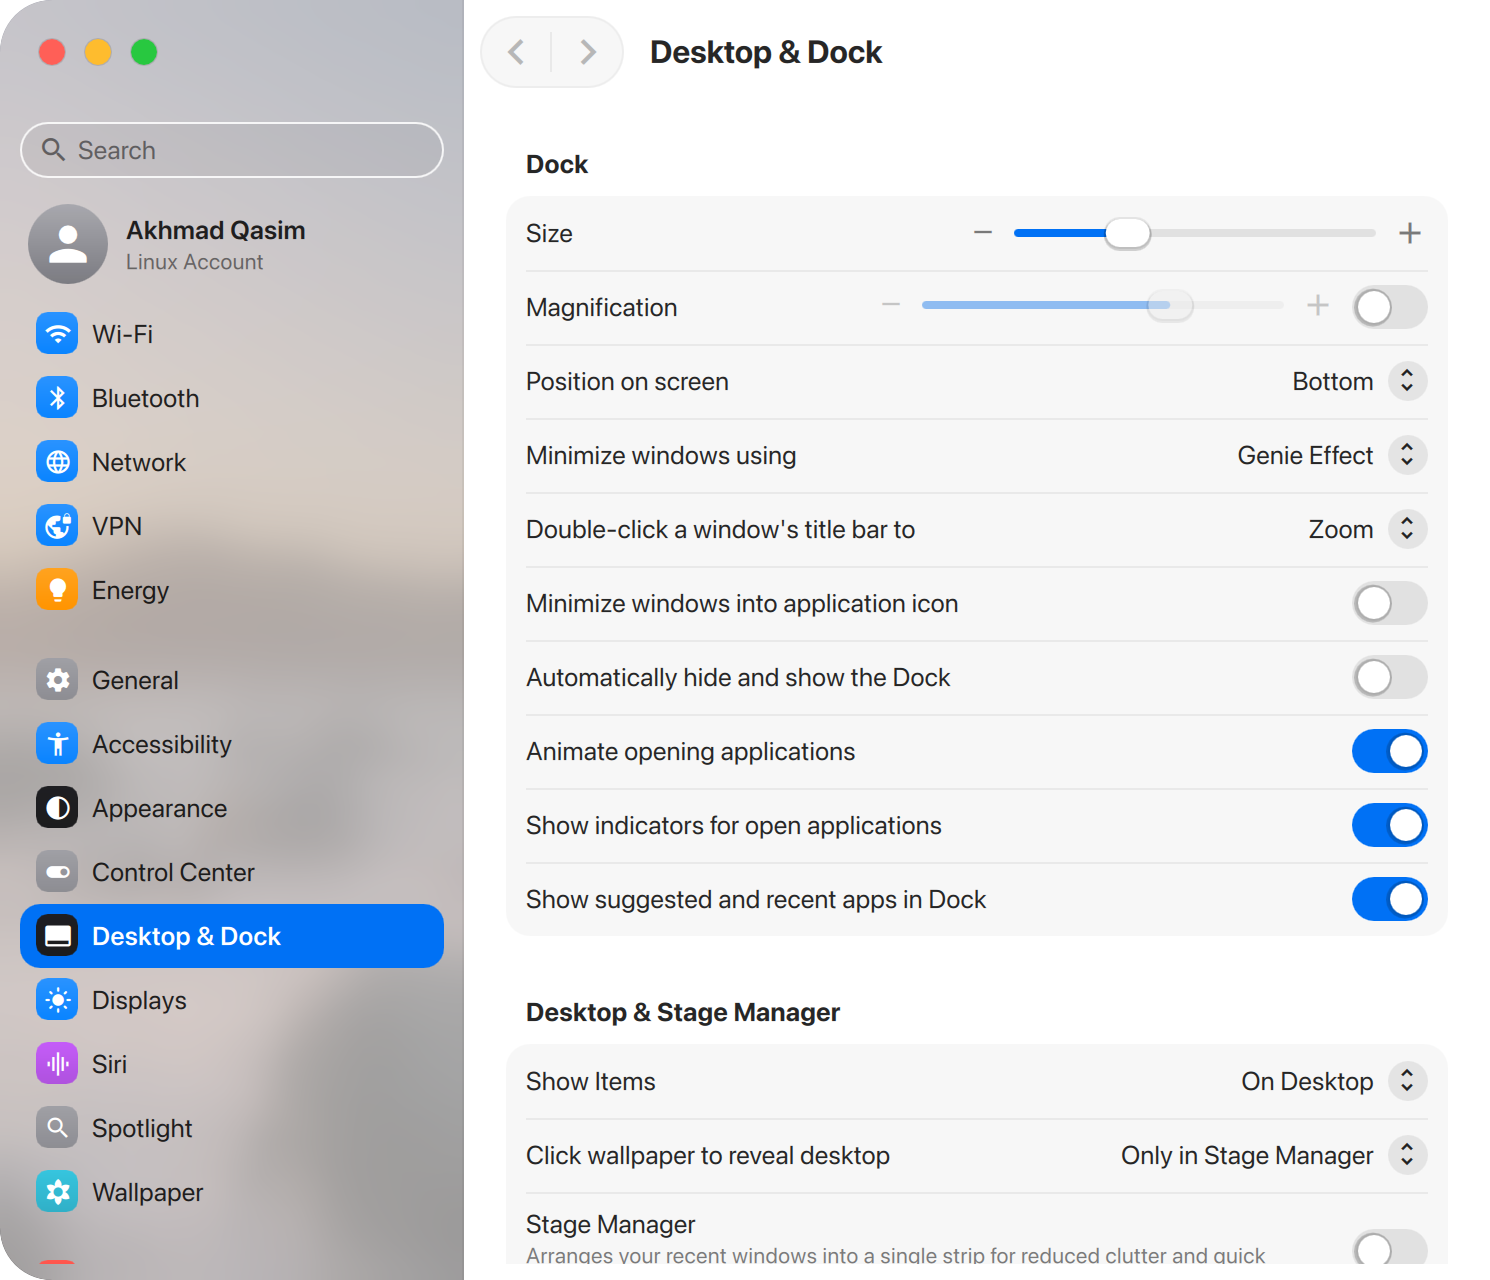 Desktop & Dock
Search
Akhmad Qasim
Linux Account
Wi-Fi
Bluetooth
Network
VPN
Energy
General
Accessibility
Appearance
Control Center
Desktop & Dock
Displays
Siri
Spotlight
Wallpaper
Dock
Size
Magnification
Position on screen Bottom
Minimize windows using Genie Effect
Double-click a window's title bar to Zoom
Minimize windows into application icon
Automatically hide and show the Dock
Animate opening applications
Show indicators for open applications
Show suggested and recent apps in Dock
Desktop & Stage Manager
Show Items On Desktop
Click wallpaper to reveal desktop Only in Stage Manager
Stage Manager
Arranges your recent windows into a single strip for reduced clutter and quick